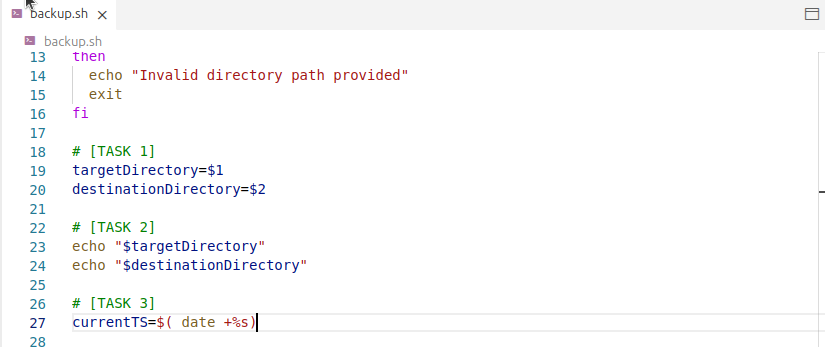 backup.sh
backup.sh
13 then
14 echo "Invalid directory path provided"
15 exit
16 fi
17
18 # [TASK 1]
19 targetDirectory=$1
20 destinationDirectory=$2
21
22 # [TASK 2]
23 echo "$targetDirectory"
24 echo "$destinationDirectory"
25
26 # [TASK 3]
27 currentTS=$( date +%s)
28